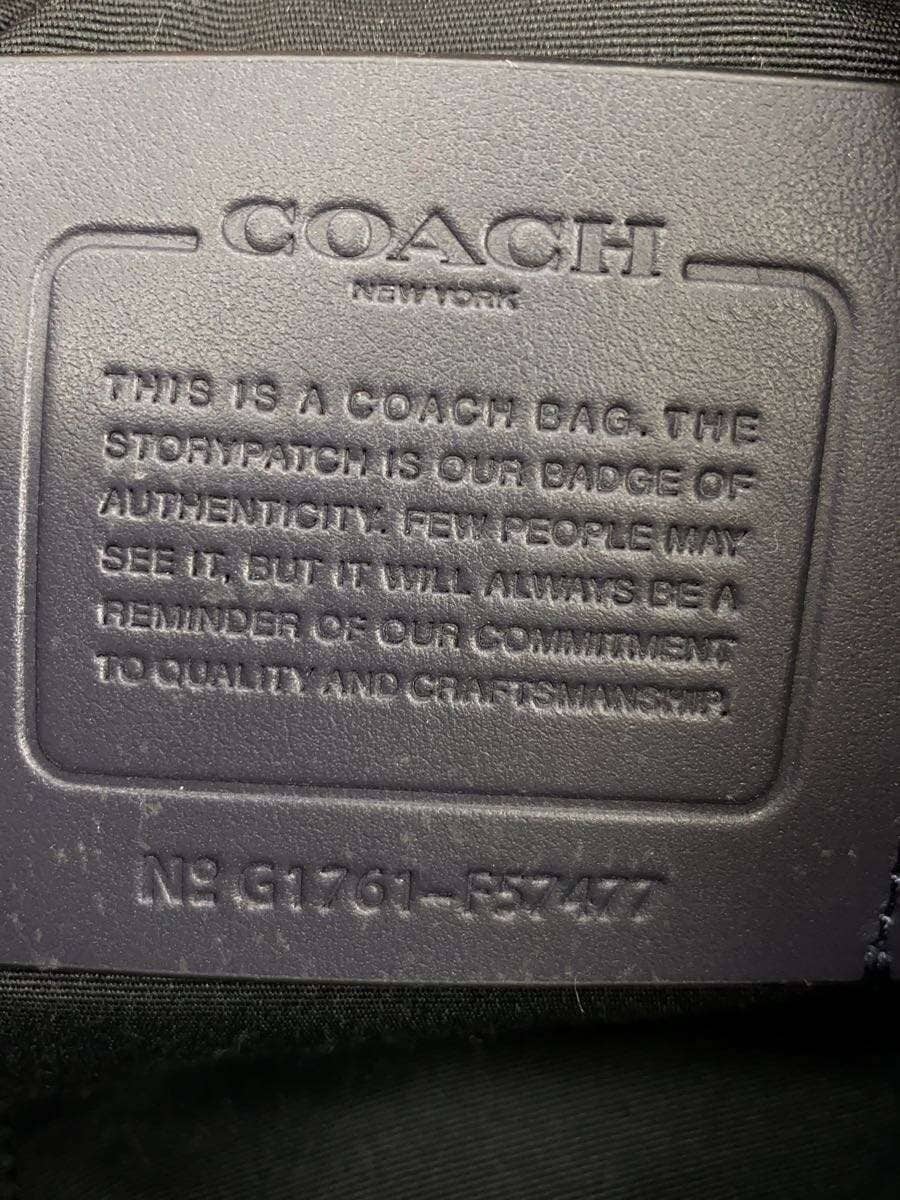 COACH
NEW YORK
THIS IS A COACH BAG. THE
STORYPATCH IS OUR BADGE OF
AUTHENTICITY. FEW PEOPLE MAY
SEE IT, BUT IT WILL ALWAYS BE A
REMINDER OF OUR COMMITMENT
TO QUALITY AND CRAFTSMANSHIP.
Nº G1761-F57477